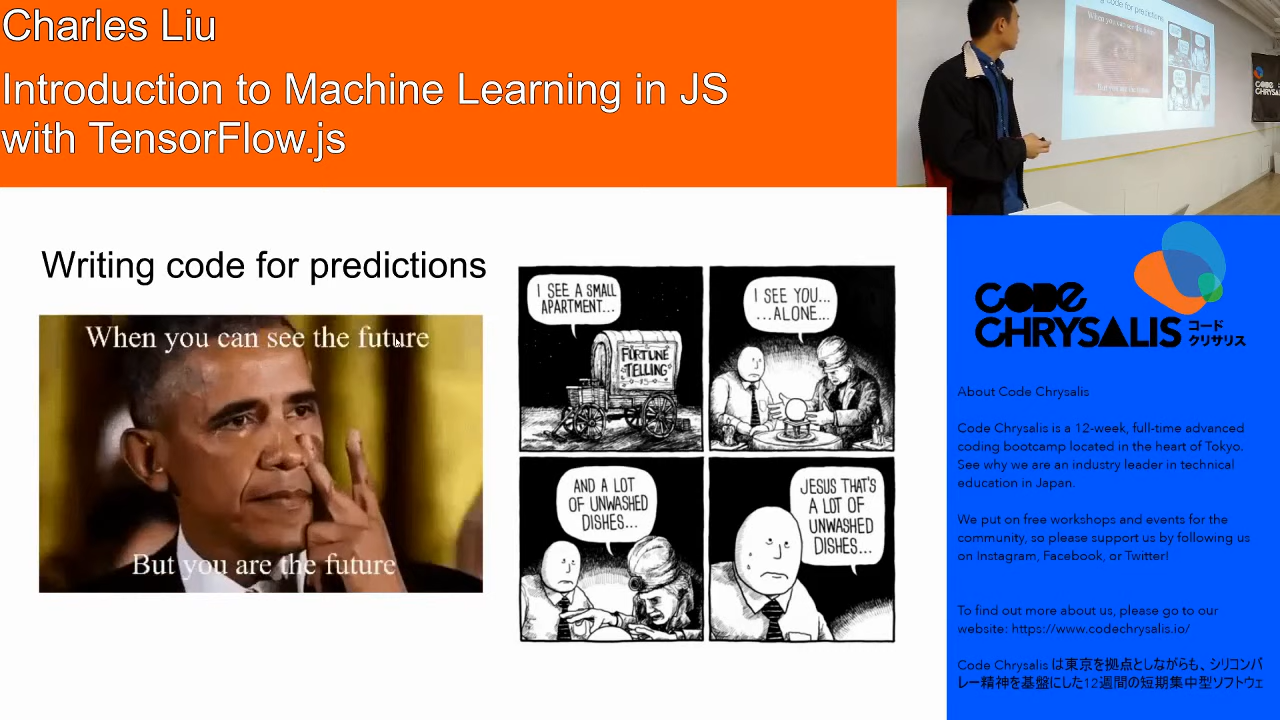 Charles Liu
Introduction to Machine Learning in JS
with TensorFlow.js
Writing code for predictions
When you can see the future
But you are the future
I SEE A SMALL
APARTMENT...
FORTUNE
TELLING
I SEE YOU...
...ALONE...
AND A LOT
OF UNWASHED
DISHES...
JESUS THAT'S
A LOT OF
UNWASHED
DISHES...
CODE
CHRYSALIS
コード
クリサリス
About Code Chrysalis
Code Chrysalis is a 12-week, full-time advanced
coding bootcamp located in the heart of Tokyo.
See why we are an industry leader in technical
education in Japan.
We put on free workshops and events for the
community, so please support us by following us
on Instagram, Facebook, or Twitter!
To find out more about us, please go to our
website: https://www.codechrysalis.io/
Code Chrysalis は東京を拠点としながらも、シリコンバ
レー精神を基盤にした12週間の短期集中型ソフトウェ